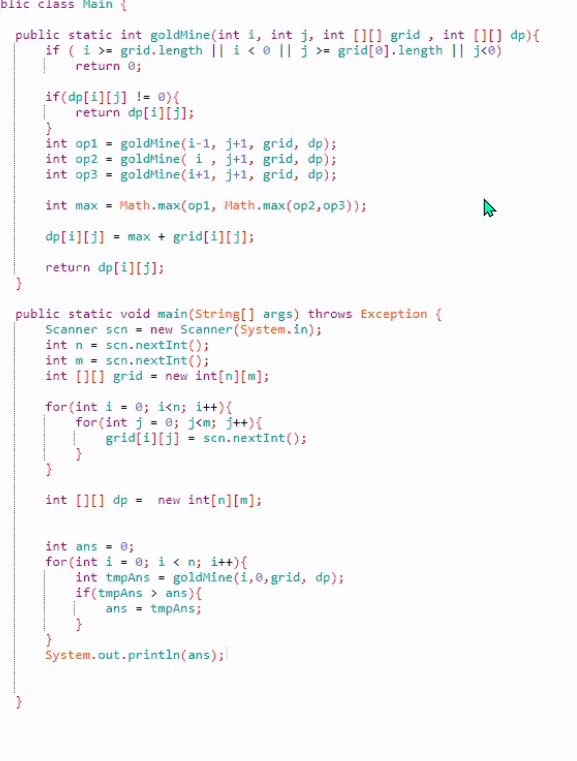 blic class Main {
public static int goldMine(int i, int j, int [][] grid , int [][] dp){
if ( i >= grid.length || i < 0 || j >= grid[0].length || j<0)
return 0;
if(dp[i][j] != 0){
return dp[i][j];
}
int op1 = goldMine(i-1, j+1, grid, dp);
int op2 = goldMine( i , j+1, grid, dp);
int op3 = goldMine(i+1, j+1, grid, dp);
int max = Math.max(op1, Math.max(op2,op3));
dp[i][j] = max + grid[i][j];
return dp[i][j];
}
public static void main(String[] args) throws Exception {
Scanner scn = new Scanner(System.in);
int n = scn.nextInt();
int m = scn.nextInt();
int [][] grid = new int[n][m];
for(int i = 0; i<n; i++){
for(int j = 0; j<m; j++){
grid[i][j] = scn.nextInt();
}
}
int [][] dp =  new int[n][m];
int ans = 0;
for(int i = 0; i < n; i++){
int tmpAns = goldMine(i,0,grid, dp);
if(tmpAns > ans){
ans = tmpAns;
}
}
System.out.println(ans);
}